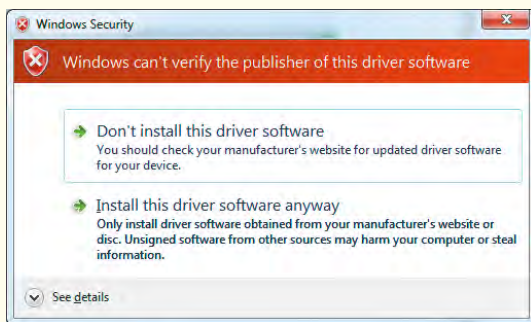 Windows Security
Windows can't verify the publisher of this driver software
Don't install this driver software
You should check your manufacturer's website for updated driver software
for your device.
Install this driver software anyway
Only install driver software obtained from your manufacturer's website or
disc. Unsigned software from other sources may harm your computer or steal
information.
See details